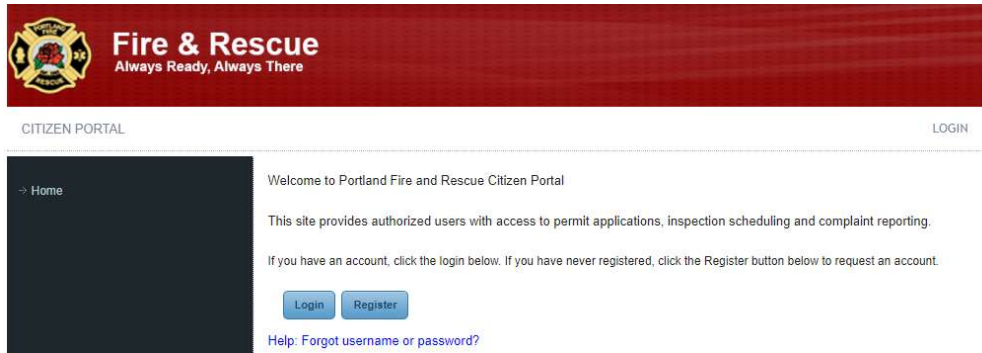 PORTLAND
FIRE
RESCUE
Fire & Rescue
Always Ready, Always There
CITIZEN PORTAL
LOGIN
→ Home
Welcome to Portland Fire and Rescue Citizen Portal
This site provides authorized users with access to permit applications, inspection scheduling and complaint reporting.
If you have an account, click the login below. If you have never registered, click the Register button below to request an account.
Login
Register
Help: Forgot username or password?